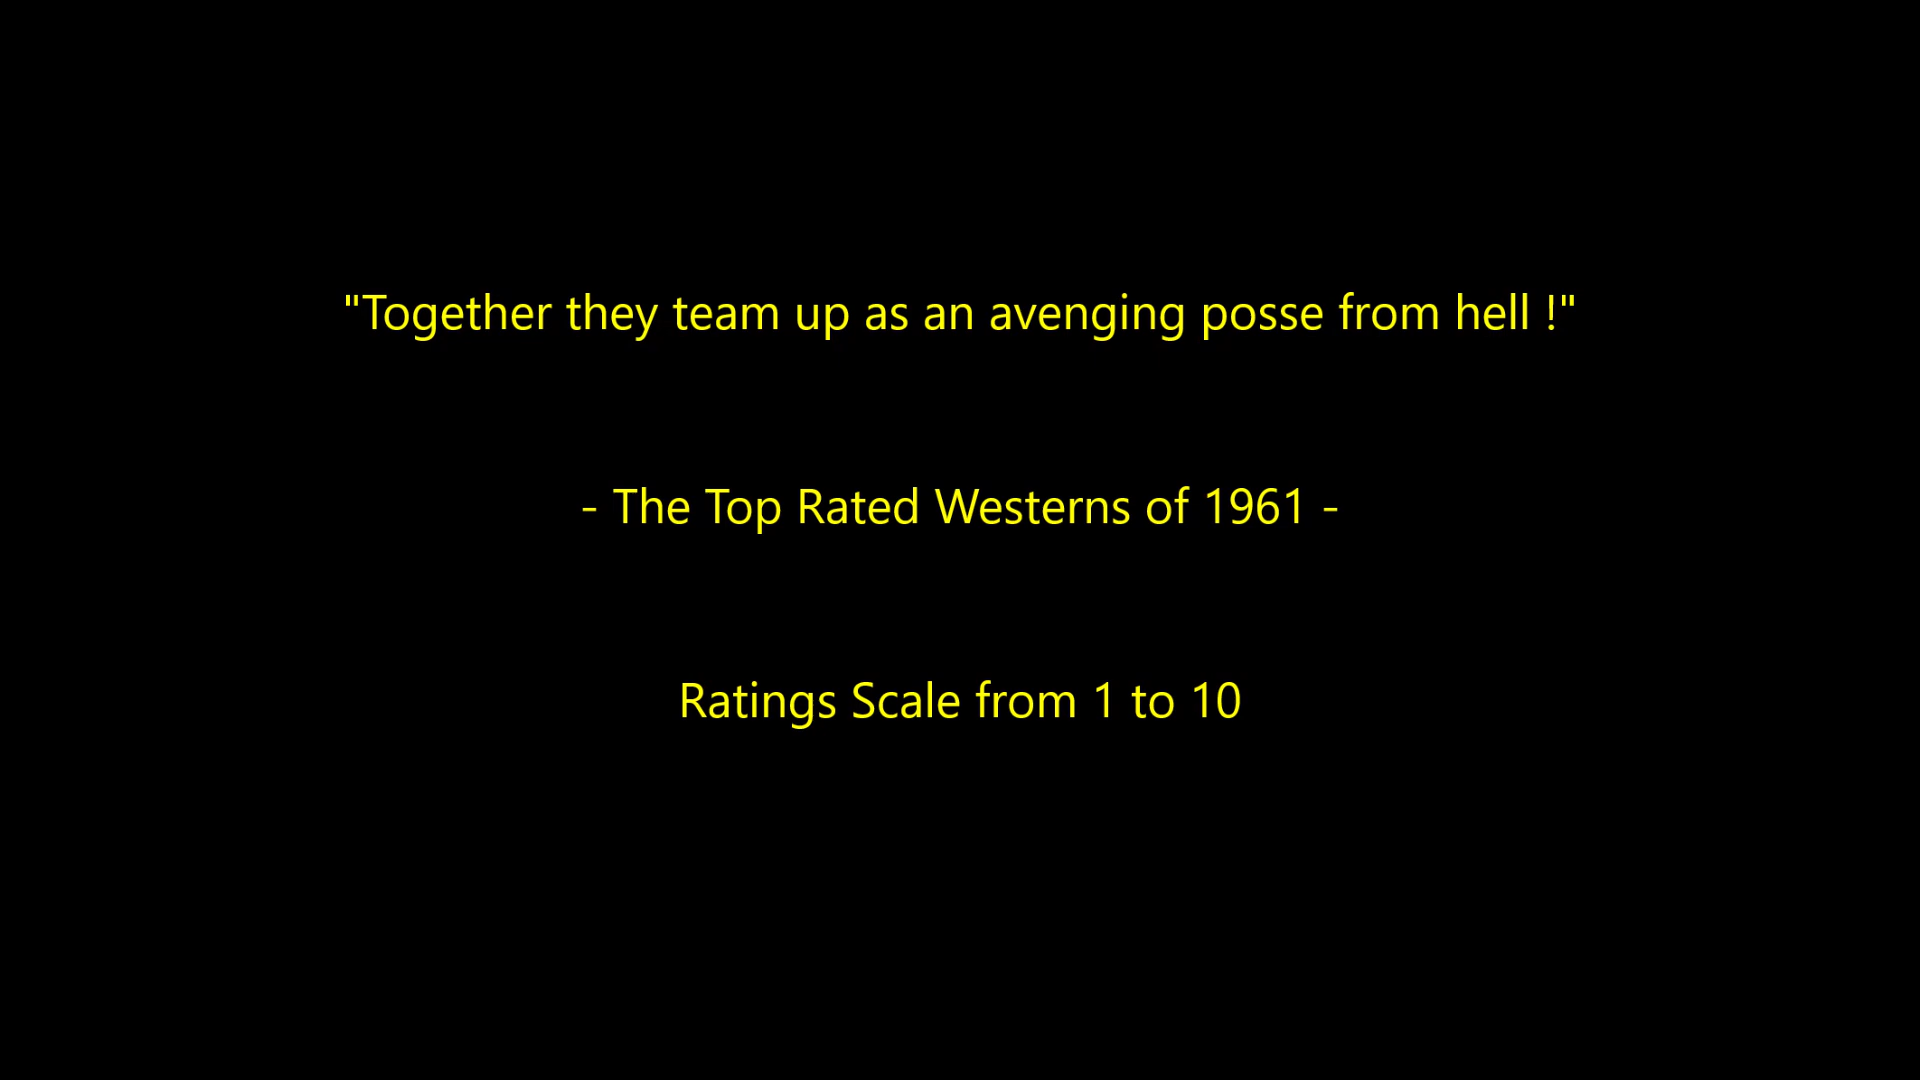 "Together they team up as an avenging posse from hell !"
- The Top Rated Westerns of 1961 -
Ratings Scale from 1 to 10